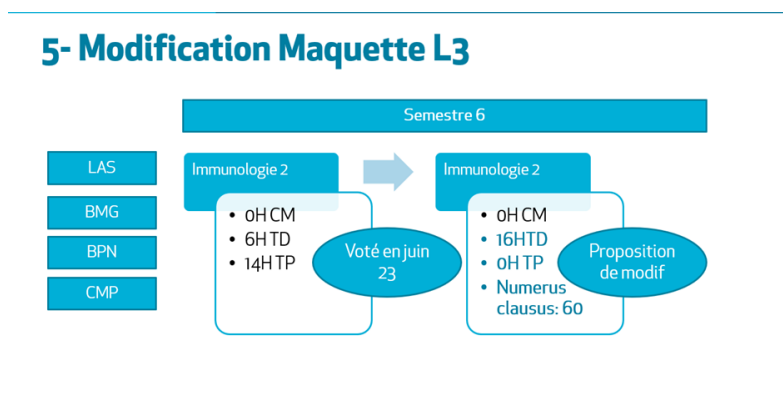 5- Modification Maquette L3
Semestre 6
LAS
BMG
BPN
CMP
Immunologie 2
• 0H CM
• 6H TD
• 14H TP
Voté en juin
23
Immunologie 2
• 0H CM
• 16HTD
• 0H TP
• Numerus
clausus: 60
Proposition
de modif